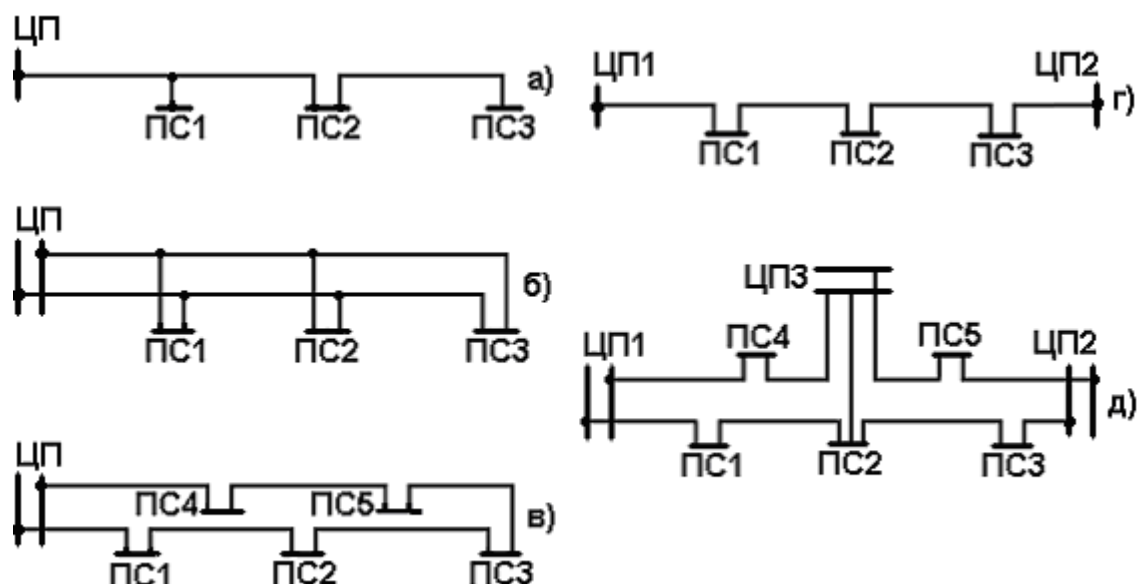 ЦП
ПС1 ПС2 ПС3 а)
ЦП
ПС1 ПС2 ПС3 б)
ЦП
ПС4 ПС5 в)
ПС1 ПС2 ПС3
ЦП1 ЦП2 г)
ПС1 ПС2 ПС3
ЦП3
ПС4 ПС5
ЦП1 ЦП2 д)
ПС1 ПС2 ПС3